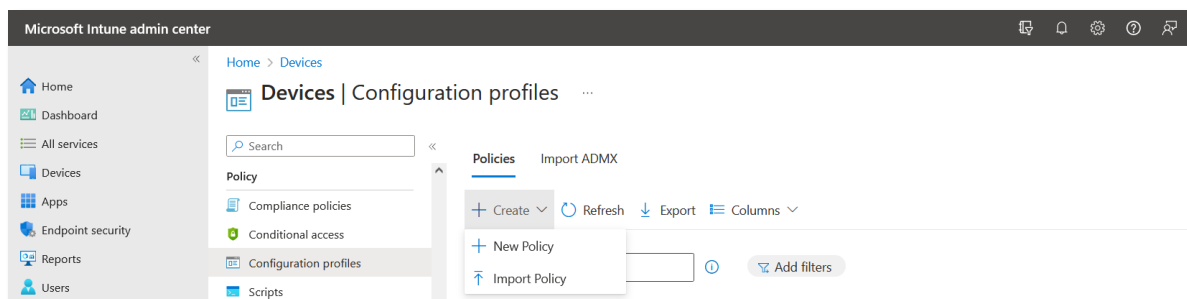 Microsoft Intune admin center
Home > Devices
Devices | Configuration profiles ...
Home
Dashboard
All services
Devices
Apps
Endpoint security
Reports
Users
Search
Policy
Compliance policies
Conditional access
Configuration profiles
Scripts
Policies Import ADMX
Create Refresh Export Columns
New Policy
Import Policy
Add filters